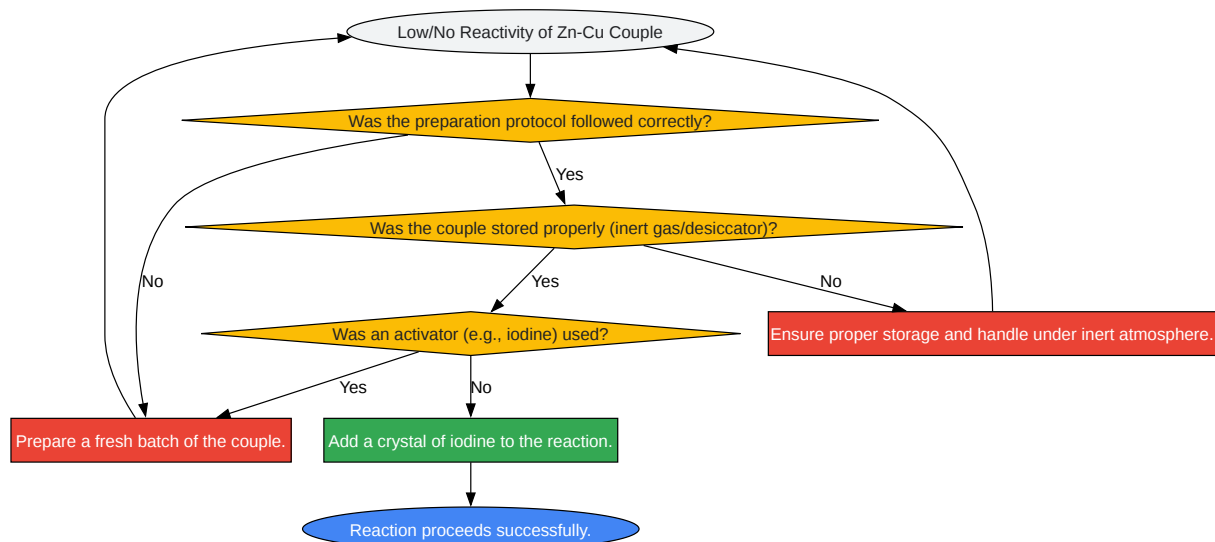 Low/No Reactivity of Zn-Cu Couple
Was the preparation protocol followed correctly?
Yes
Was the couple stored properly (inert gas/desiccator)?
No
Yes
No
Was an activator (e.g., iodine) used?
Ensure proper storage and handle under inert atmosphere.
Yes
No
Prepare a fresh batch of the couple.
Add a crystal of iodine to the reaction.
Reaction proceeds successfully.